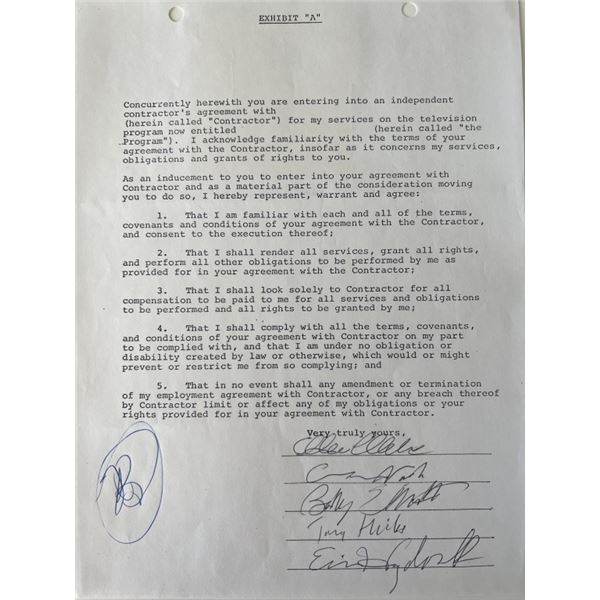 EXHIBIT "A"
Concurrently herewith you are entering into an independent
contractor's agreement with
(herein called "Contractor") for my services on the television
program now entitled (herein called "the
Program"). I acknowledge familiarity with the terms of your
agreement with the Contractor, insofar as it concerns my services,
obligations and grants of rights to you.
As an inducement to you to enter into your agreement with
Contractor and as a material part of the consideration moving
you to do so, I hereby represent, warrant and agree:
1. That I am familiar with each and all of the terms,
covenants and conditions of your agreement with the Contractor,
and consent to the execution thereof;
2. That I shall render all services, grant all rights,
and perform all other obligations to be performed by me as
provided for in your agreement with the Contractor;
3. That I shall look solely to Contractor for all
compensation to be paid to me for all services and obligations
to be performed and all rights to be granted by me;
4. That I shall comply with all the terms, covenants,
and conditions of your agreement with Contractor on my part
to be complied with, and that I am under no obligation or
disability created by law or otherwise, which would or might
prevent or restrict me from so complying; and
5. That in no event shall any amendment or termination
of my employment agreement with Contractor, or any breach thereof
by Contractor limit or affect any of my obligations or your
rights provided for in your agreement with Contractor.
Very truly yours,
Bobby Elliott
Tony Hicks